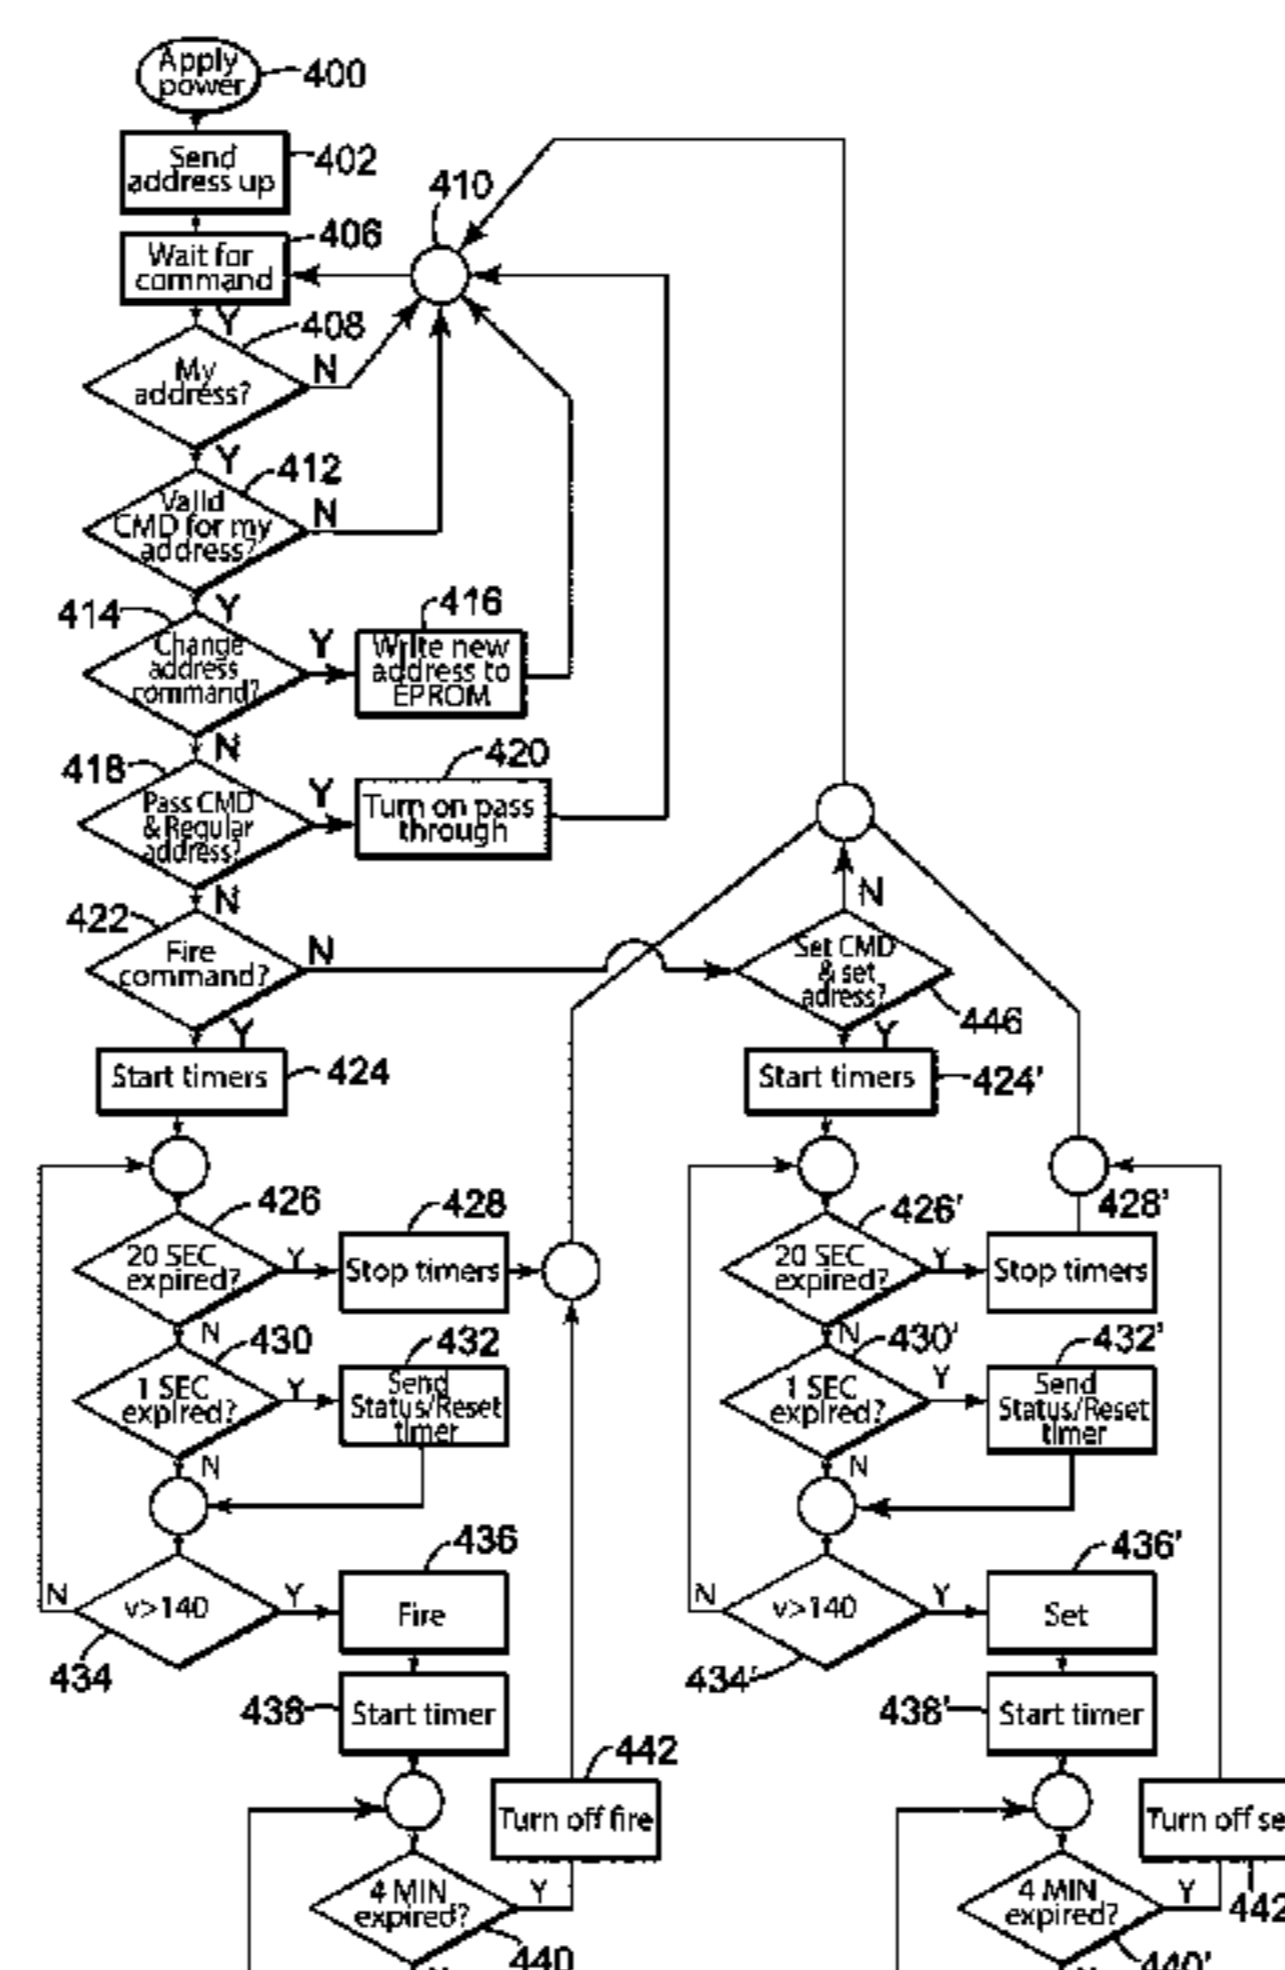 Apply
power
400
Send
address up
402
410
Wait for
command
406
Y
408
My
address?
N
Y
412
Valid
CMD for my
address?
N
414
Y
416
Change
address
command?
Y
Write new
address to
EPROM
N
418
420
Pass CMD
& Regular
address?
Y
Turn on pass
through
N
422
Fire
command?
N
N
Set CMD
& set
adress?
446
Y
Y
Start timers
424
Start timers
424'
426
428
20 SEC
expired?
Y
Stop timers
426'
428'
20 SEC
expired?
Y
Stop timers
N
430
432
1 SEC
expired?
Y
Send
Status/Reset
timer
N
430'
432'
1 SEC
expired?
Y
Send
Status/Reset
timer
N
N
436
N
v>140
Y
Fire
434
436'
N
v>140
Y
Set
434'
438
Start timer
438'
Start timer
442
Turn off fire
Turn off se
4 MIN
expired?
Y
440
4 MIN
expired?
Y
442
440'